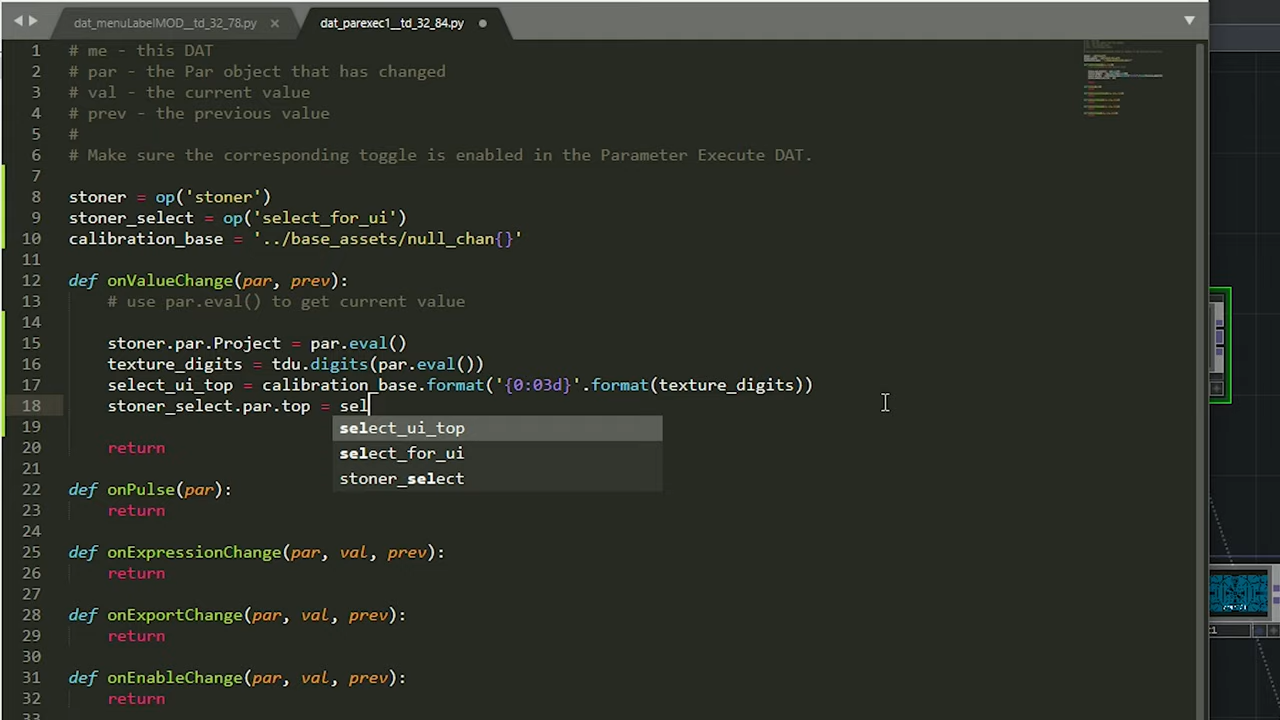 dat_menuLabelMOD__td_32_78.py ×
dat_parexec1__td_32_84.py
1 # me - this DAT
2 # par - the Par object that has changed
3 # val - the current value
4 # prev - the previous value
5 #
6 # Make sure the corresponding toggle is enabled in the Parameter Execute DAT.
7
8 stoner = op('stoner')
9 stoner_select = op('select_for_ui')
10 calibration_base = '../base_assets/null_chan{}'
11
12 def onValueChange(par, prev):
13 # use par.eval() to get current value
14
15 stoner.par.Project = par.eval()
16 texture_digits = tdu.digits(par.eval())
17 select_ui_top = calibration_base.format('{0:03d}'.format(texture_digits))
18 stoner_select.par.top = sel
select_ui_top
19
select_for_ui
20 return
stoner_select
21
22 def onPulse(par):
23 return
24
25 def onExpressionChange(par, val, prev):
26 return
27
28 def onExportChange(par, val, prev):
29 return
30
31 def onEnableChange(par, val, prev):
32 return
33